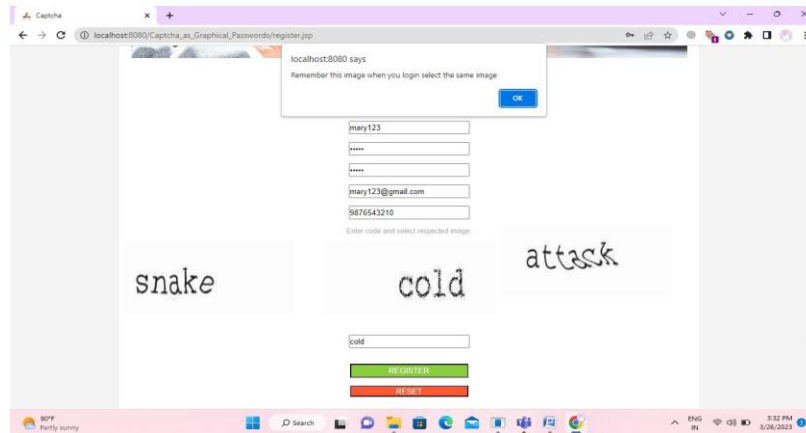 Captcha
localhost:8080/Captcha_as_Graphical_Passwords/register.jsp
localhost:8080 says
Remember this image when you login select the same image
OK
mary123
•••••
•••••
mary123@gmail.com
9876543210
Enter code and select respected image:
snake
cold
attack
cold
REGISTER
RESET
80°F
Partly sunny
Search
ENG
IN
3:32 PM
3/26/2023